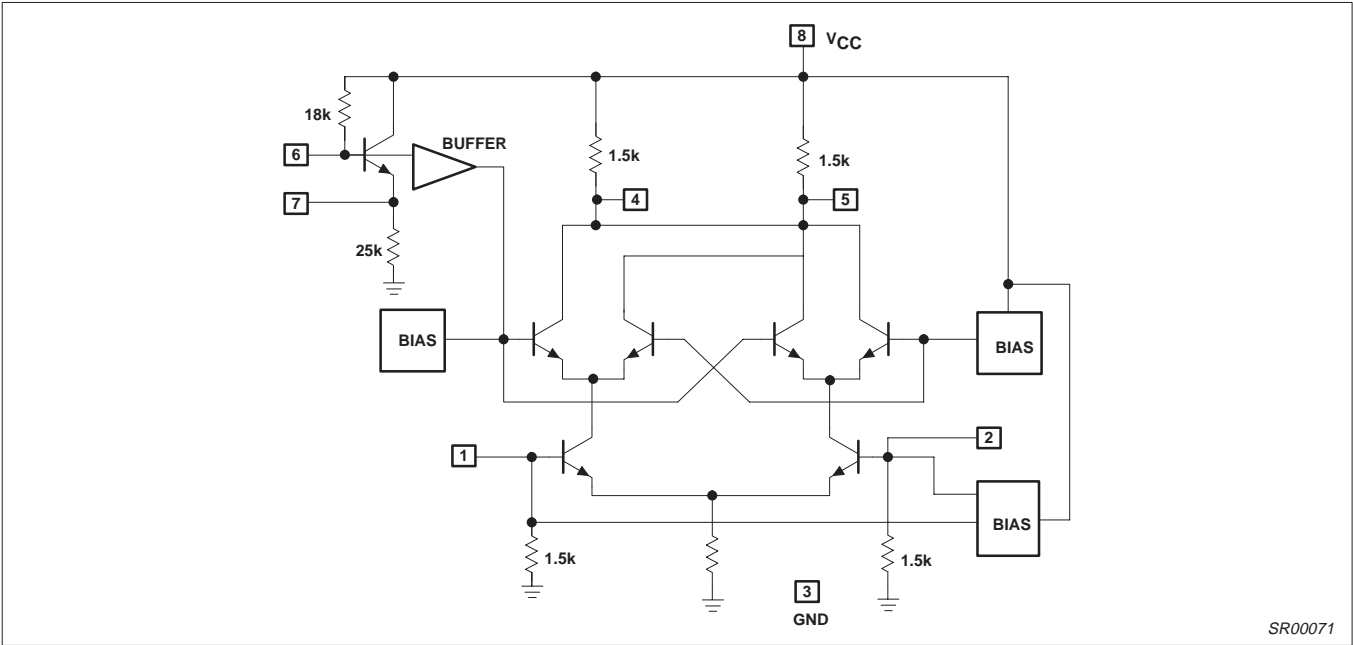 8 VCC
18k
BUFFER
6
1.5k
1.5k
7
4
5
25k
BIAS
BIAS
1
2
BIAS
1.5k
1.5k
3
GND
SR00071